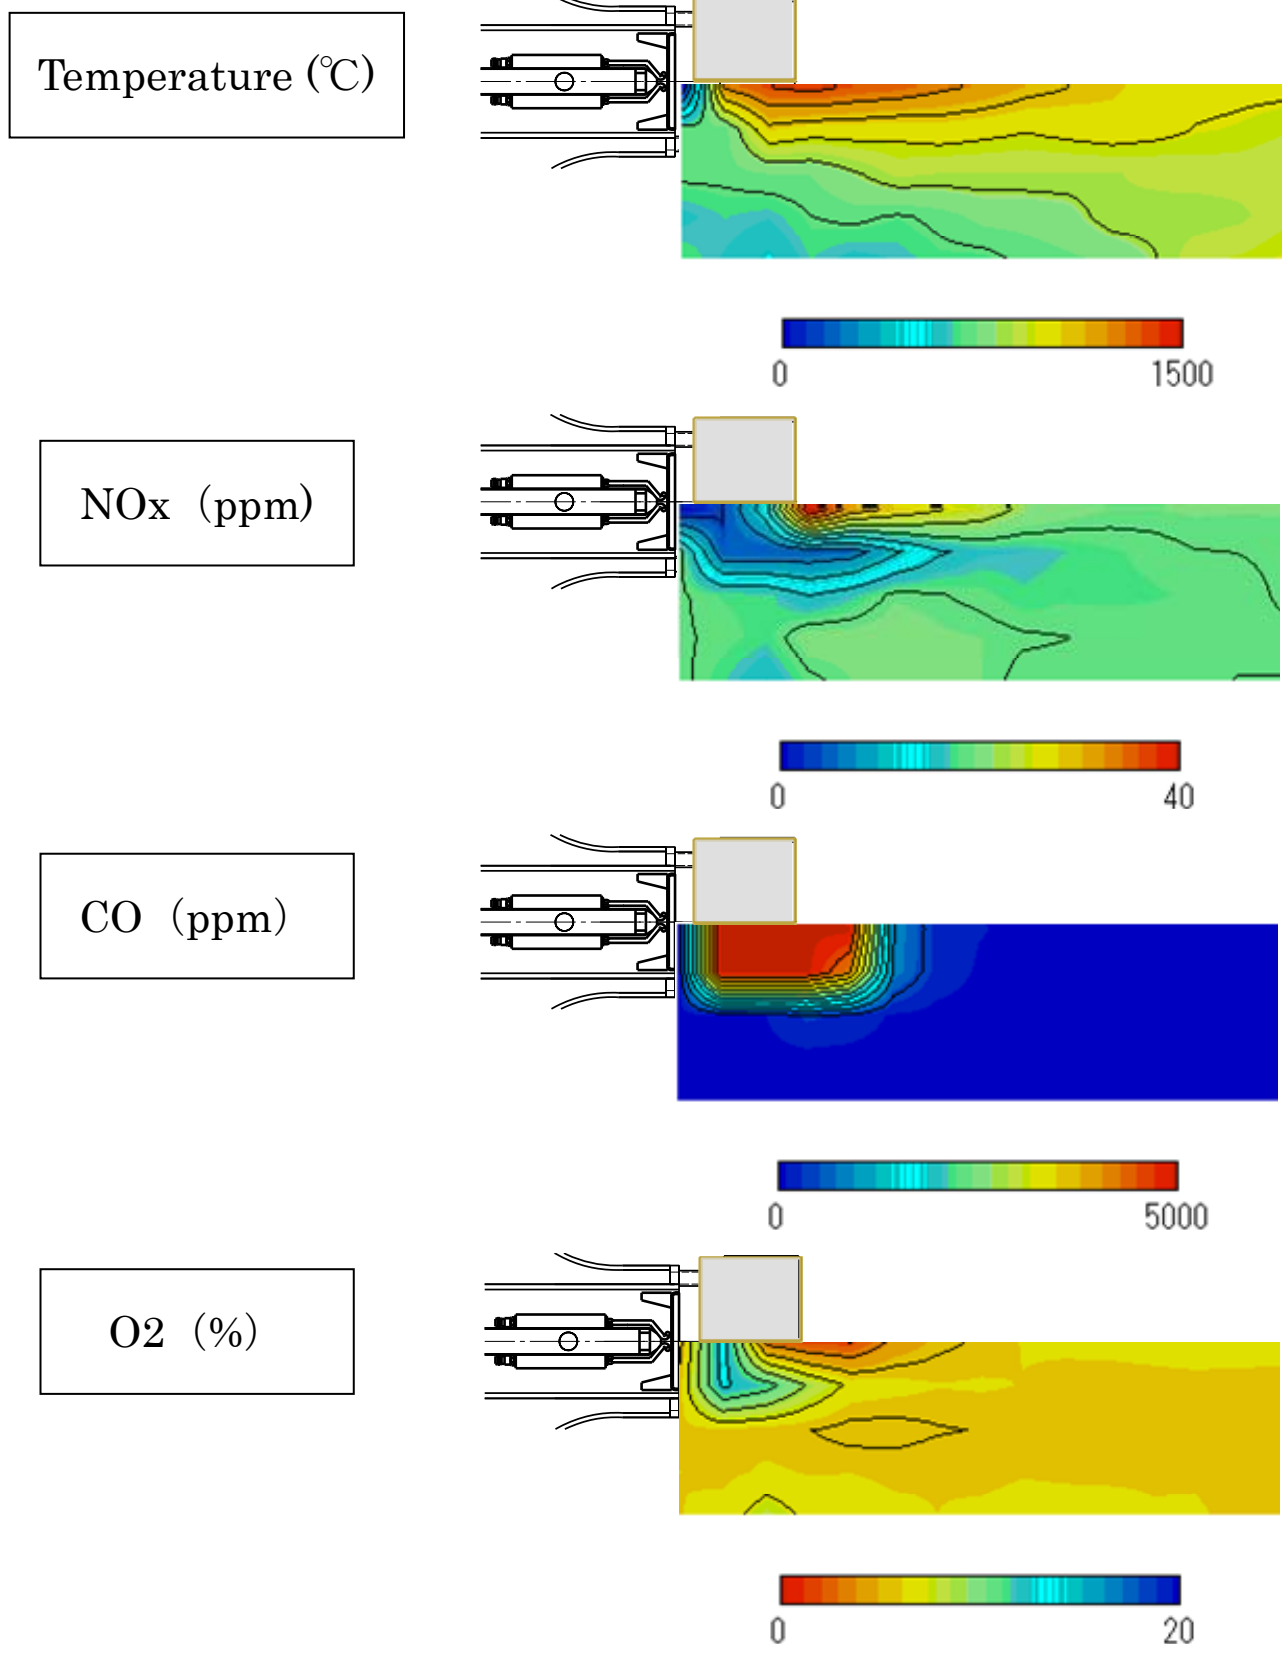 Temperature (℃)
0 1500
NOx (ppm)
0 40
CO (ppm)
0 5000
O2 (%)
0 20